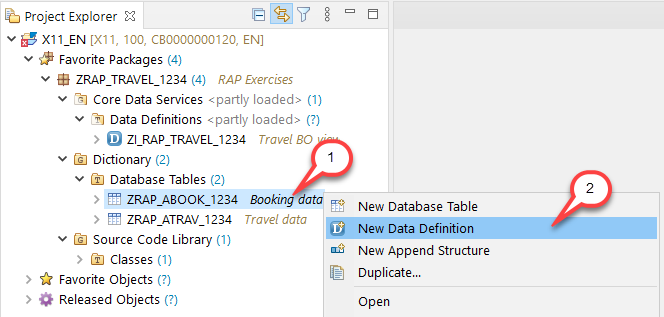 Project Explorer
X11_EN [X11, 100, CB0000000120, EN]
Favorite Packages (4)
ZRAP_TRAVEL_1234 (4) RAP Exercises
Core Data Services <partly loaded> (1)
Data Definitions <partly loaded> (?)
ZI_RAP_TRAVEL_1234 Travel BO view
Dictionary (2)
Database Tables (2)
1
ZRAP_ABOOK_1234 Booking data
ZRAP_ATRAV_1234 Travel data
Source Code Library (1)
Classes (1)
Favorite Objects (?)
Released Objects (?)
New Database Table
2
New Data Definition
New Append Structure
Duplicate...
Open